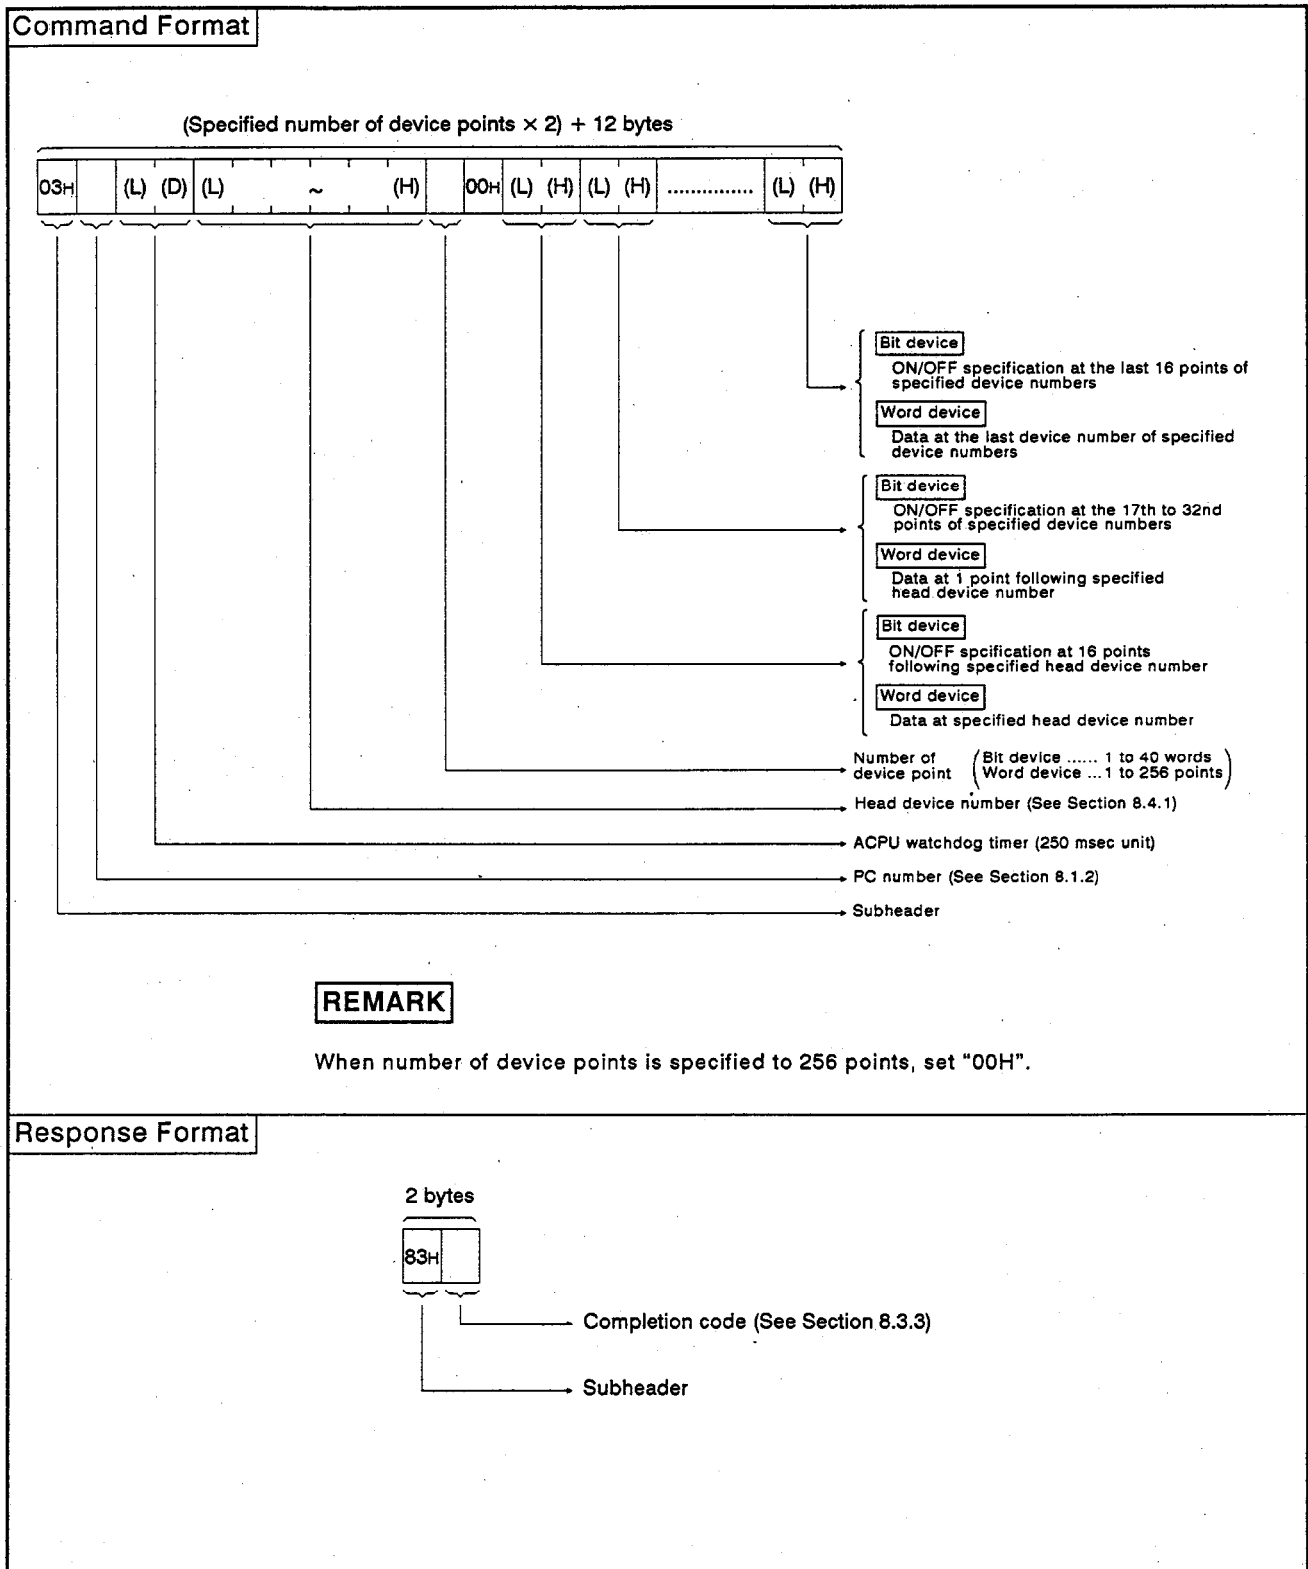 Command Format
(Specified number of device points × 2) + 12 bytes
03H (L) (D) (L) ~ (H) 00H (L) (H) (L) (H) ............... (L) (H)
Bit device
ON/OFF specification at the last 16 points of
specified device numbers
Word device
Data at the last device number of specified
device numbers
Bit device
ON/OFF specification at the 17th to 32nd
points of specified device numbers
Word device
Data at 1 point following specified
head device number
Bit device
ON/OFF spcification at 16 points
following specified head device number
Word device
Data at specified head device number
Number of device point (Bit device ...... 1 to 40 words
Word device ... 1 to 256 points)
Head device number (See Section 8.4.1)
ACPU watchdog timer (250 msec unit)
PC number (See Section 8.1.2)
Subheader
REMARK
When number of device points is specified to 256 points, set "00H".
Response Format
2 bytes
83H
Completion code (See Section 8.3.3)
Subheader